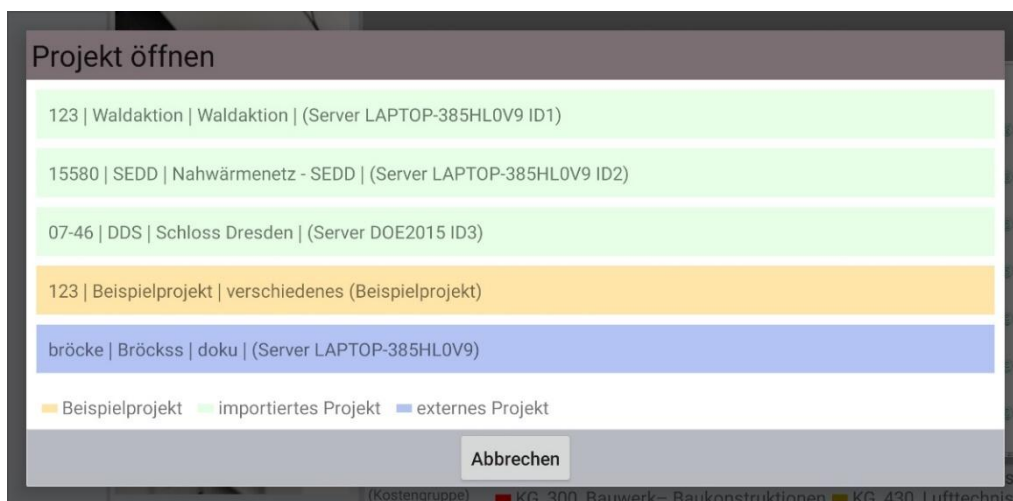 Projekt öffnen
123 | Waldaktion | Waldaktion | (Server LAPTOP-385HL0V9 ID1)
15580 | SEDD | Nahwärmenetz - SEDD | (Server LAPTOP-385HL0V9 ID2)
07-46 | DDS | Schloss Dresden | (Server DOE2015 ID3)
123 | Beispielprojekt | verschiedenes (Beispielprojekt)
bröcke | Bröckss | doku | (Server LAPTOP-385HL0V9)
Beispielprojekt importiertes Projekt externes Projekt
Abbrechen
(Kostengruppe) KG 300 Bauwerk– Baukonstruktionen KG 430 Lufttechnis